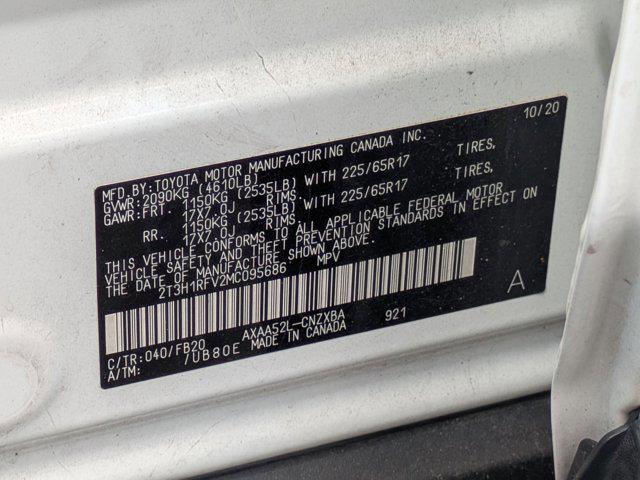 10/20
MFD.BY:TOYOTA MOTOR MANUFACTURING CANADA INC.
GVWR:2090KG (4610LB)
GAWR:FRT. 1150KG (2535LB) WITH 225/65R17 TIRES,
17X7.0J RIMS.
RR. 1150KG (2535LB) WITH 225/65R17 TIRES,
17X7.0J RIMS.
THIS VEHICLE CONFORMS TO ALL APPLICABLE FEDERAL MOTOR
VEHICLE SAFETY AND THEFT PREVENTION STANDARDS IN EFFECT ON
THE DATE OF MANUFACTURE SHOWN ABOVE.
2T3H1RFV2MC095686 MPV
A
C/TR:040/FB20 AXAA52L-CNZXBA 921
A/TM: 7UB80E MADE IN CANADA